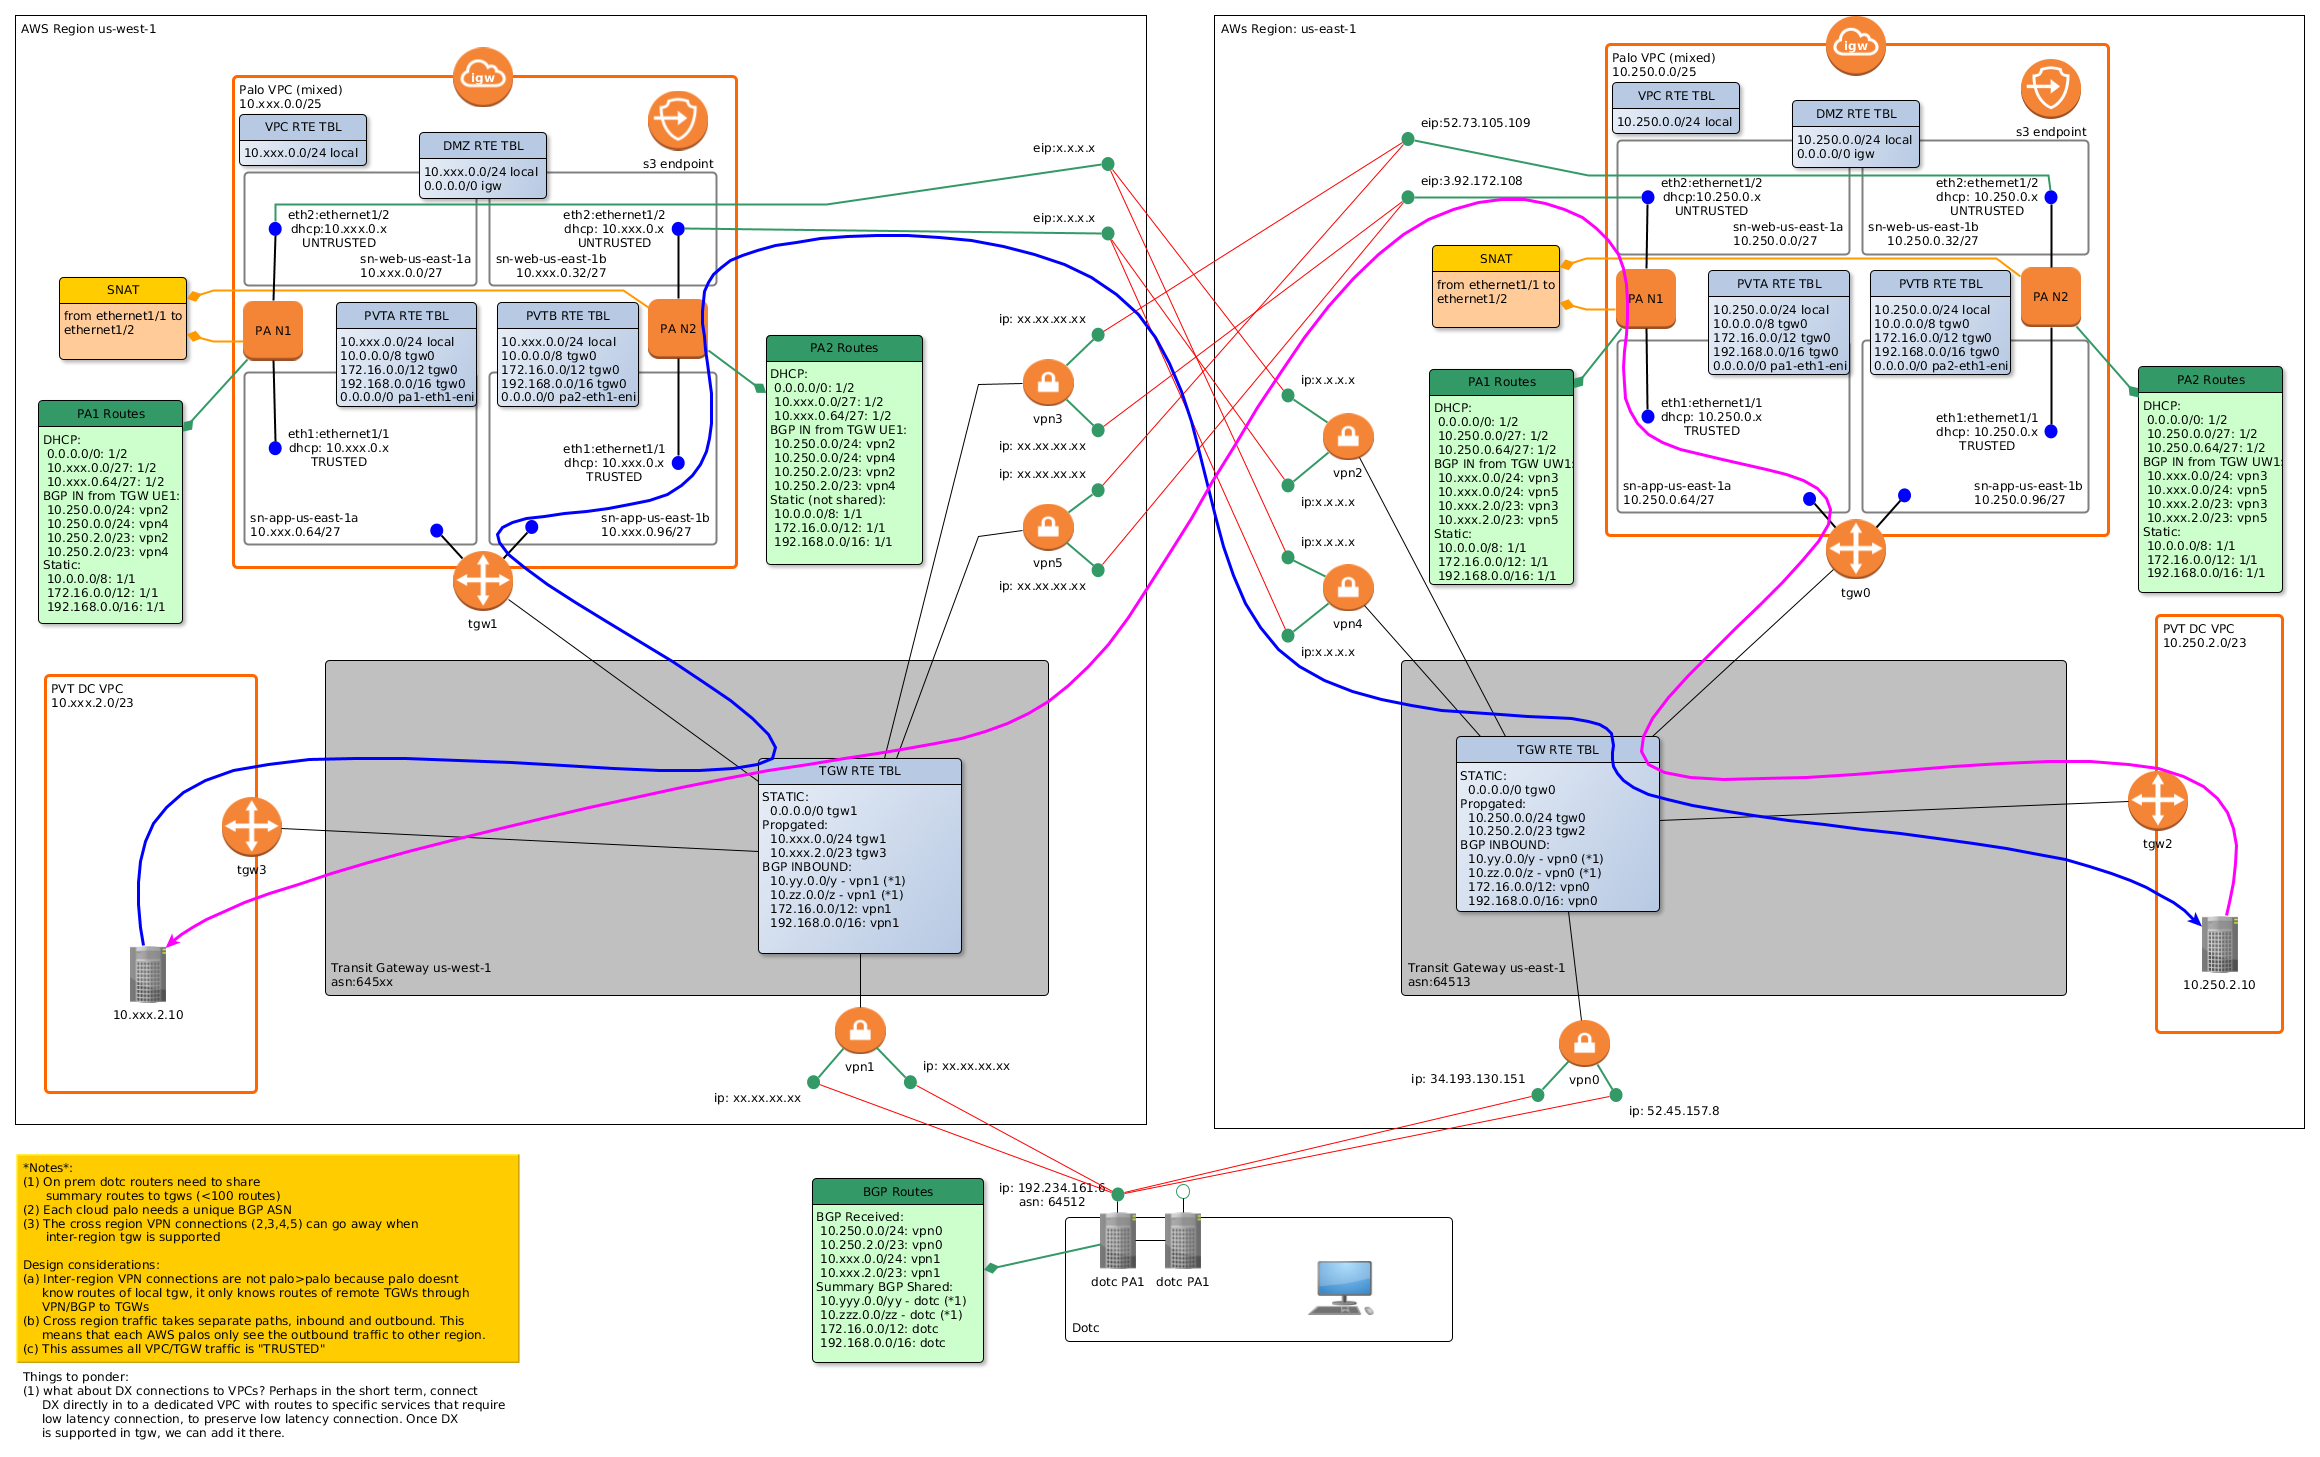 AWS Region us-west-1
igw
Palo VPC (mixed)
10.xxx.0.0/25
VPC RTE TBL
10.xxx.0.0/24 local
DMZ RTE TBL
10.xxx.0.0/24 local
0.0.0.0/0 igw
s3 endpoint
eth2:ethernet1/2
dhcp:10.xxx.0.x
UNTRUSTED
sn-web-us-east-1a
10.xxx.0.0/27
eth2:ethernet1/2
dhcp: 10.xxx.0.x
UNTRUSTED
sn-web-us-east-1b
10.xxx.0.32/27
SNAT
from ethernet1/1 to
ethernet1/2
PA N1
PVTA RTE TBL
10.xxx.0.0/24 local
10.0.0.0/8 tgw0
172.16.0.0/12 tgw0
192.168.0.0/16 tgw0
0.0.0.0/0 pa1-eth1-eni
PVTB RTE TBL
10.xxx.0.0/24 local
10.0.0.0/8 tgw0
172.16.0.0/12 tgw0
192.168.0.0/16 tgw0
0.0.0.0/0 pa2-eth1-eni
PA N2
PA1 Routes
DHCP:
0.0.0.0/0: 1/2
10.xxx.0.0/27: 1/2
10.xxx.0.64/27: 1/2
BGP IN from TGW UE1:
10.250.0.0/24: vpn2
10.250.0.0/24: vpn4
10.250.2.0/23: vpn2
10.250.2.0/23: vpn4
Static:
10.0.0.0/8: 1/1
172.16.0.0/12: 1/1
192.168.0.0/16: 1/1
eth1:ethernet1/1
dhcp: 10.xxx.0.x
TRUSTED
eth1:ethernet1/1
dhcp: 10.xxx.0.x
TRUSTED
sn-app-us-east-1a
10.xxx.0.64/27
sn-app-us-east-1b
10.xxx.0.96/27
tgw1
PA2 Routes
DHCP:
0.0.0.0/0: 1/2
10.xxx.0.0/27: 1/2
10.xxx.0.64/27: 1/2
BGP IN from TGW UE1:
10.250.0.0/24: vpn2
10.250.0.0/24: vpn4
10.250.2.0/23: vpn2
10.250.2.0/23: vpn4
Static (not shared):
10.0.0.0/8: 1/1
172.16.0.0/12: 1/1
192.168.0.0/16: 1/1
eip:x.x.x.x
eip:x.x.x.x
ip: xx.xx.xx.xx
vpn3
ip: xx.xx.xx.xx
ip: xx.xx.xx.xx
vpn5
ip: xx.xx.xx.xx
PVT DC VPC
10.xxx.2.0/23
tgw3
10.xxx.2.10
TGW RTE TBL
STATIC:
0.0.0.0/0 tgw1
Propgated:
10.xxx.0.0/24 tgw1
10.xxx.2.0/23 tgw3
BGP INBOUND:
10.yy.0.0/y - vpn1 (*1)
10.zz.0.0/z - vpn1 (*1)
172.16.0.0/12: vpn1
192.168.0.0/16: vpn1
Transit Gateway us-west-1
asn:645xx
vpn1
ip: xx.xx.xx.xx
ip: xx.xx.xx.xx
AWs Region: us-east-1
igw
Palo VPC (mixed)
10.250.0.0/25
VPC RTE TBL
10.250.0.0/24 local
DMZ RTE TBL
10.250.0.0/24 local
0.0.0.0/0 igw
s3 endpoint
eip:52.73.105.109
eip:3.92.172.108
eth2:ethernet1/2
dhcp:10.250.0.x
UNTRUSTED
sn-web-us-east-1a
10.250.0.0/27
eth2:ethernet1/2
dhcp: 10.250.0.x
UNTRUSTED
sn-web-us-east-1b
10.250.0.32/27
SNAT
from ethernet1/1 to
ethernet1/2
PA N1
PVTA RTE TBL
10.250.0.0/24 local
10.0.0.0/8 tgw0
172.16.0.0/12 tgw0
192.168.0.0/16 tgw0
0.0.0.0/0 pa1-eth1-eni
PVTB RTE TBL
10.250.0.0/24 local
10.0.0.0/8 tgw0
172.16.0.0/12 tgw0
192.168.0.0/16 tgw0
0.0.0.0/0 pa2-eth1-eni
PA N2
PA1 Routes
DHCP:
0.0.0.0/0: 1/2
10.250.0.0/27: 1/2
10.250.0.64/27: 1/2
BGP IN from TGW UW1:
10.xxx.0.0/24: vpn3
10.xxx.0.0/24: vpn5
10.xxx.2.0/23: vpn3
10.xxx.2.0/23: vpn5
Static:
10.0.0.0/8: 1/1
172.16.0.0/12: 1/1
192.168.0.0/16: 1/1
eth1:ethernet1/1
dhcp: 10.250.0.x
TRUSTED
eth1:ethernet1/1
dhcp: 10.250.0.x
TRUSTED
sn-app-us-east-1a
10.250.0.64/27
sn-app-us-east-1b
10.250.0.96/27
tgw0
PA2 Routes
DHCP:
0.0.0.0/0: 1/2
10.250.0.0/27: 1/2
10.250.0.64/27: 1/2
BGP IN from TGW UW1:
10.xxx.0.0/24: vpn3
10.xxx.0.0/24: vpn5
10.xxx.2.0/23: vpn3
10.xxx.2.0/23: vpn5
Static:
10.0.0.0/8: 1/1
172.16.0.0/12: 1/1
192.168.0.0/16: 1/1
ip:x.x.x.x
vpn2
ip:x.x.x.x
ip:x.x.x.x
vpn4
ip:x.x.x.x
PVT DC VPC
10.250.2.0/23
tgw2
10.250.2.10
TGW RTE TBL
STATIC:
0.0.0.0/0 tgw0
Propgated:
10.250.0.0/24 tgw0
10.250.2.0/23 tgw2
BGP INBOUND:
10.yy.0.0/y - vpn0 (*1)
10.zz.0.0/z - vpn0 (*1)
172.16.0.0/12: vpn0
192.168.0.0/16: vpn0
Transit Gateway us-east-1
asn:64513
vpn0
ip: 34.193.130.151
ip: 52.45.157.8
*Notes*:
(1) On prem dotc routers need to share
summary routes to tgws (<100 routes)
(2) Each cloud palo needs a unique BGP ASN
(3) The cross region VPN connections (2,3,4,5) can go away when
inter-region tgw is supported
Design considerations:
(a) Inter-region VPN connections are not palo>palo because palo doesnt
know routes of local tgw, it only knows routes of remote TGWs through
VPN/BGP to TGWs
(b) Cross region traffic takes separate paths, inbound and outbound. This
means that each AWS palos only see the outbound traffic to other region.
(c) This assumes all VPC/TGW traffic is "TRUSTED"
Things to ponder:
(1) what about DX connections to VPCs? Perhaps in the short term, connect
DX directly in to a dedicated VPC with routes to specific services that require
low latency connection, to preserve low latency connection. Once DX
is supported in tgw, we can add it there.
BGP Routes
BGP Received:
10.250.0.0/24: vpn0
10.250.2.0/23: vpn0
10.xxx.0.0/24: vpn1
10.xxx.2.0/23: vpn1
Summary BGP Shared:
10.yyy.0.0/yy - dotc (*1)
10.zzz.0.0/zz - dotc (*1)
172.16.0.0/12: dotc
192.168.0.0/16: dotc
ip: 192.234.161.6
asn: 64512
dotc PA1
dotc PA1
Dotc